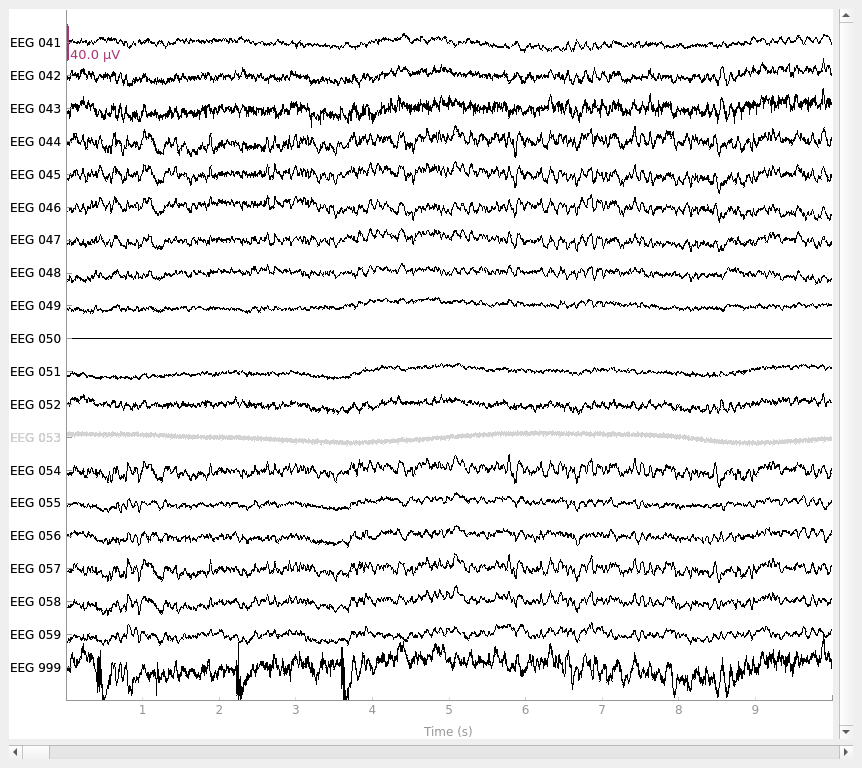 EEG 041
40.0 µV
EEG 042
EEG 043
EEG 044
EEG 045
EEG 046
EEG 047
EEG 048
EEG 049
EEG 050
EEG 051
EEG 052
EEG 053
EEG 054
EEG 055
EEG 056
EEG 057
EEG 058
EEG 059
EEG 999
1 2 3 4 5 6 7 8 9
Time (s)